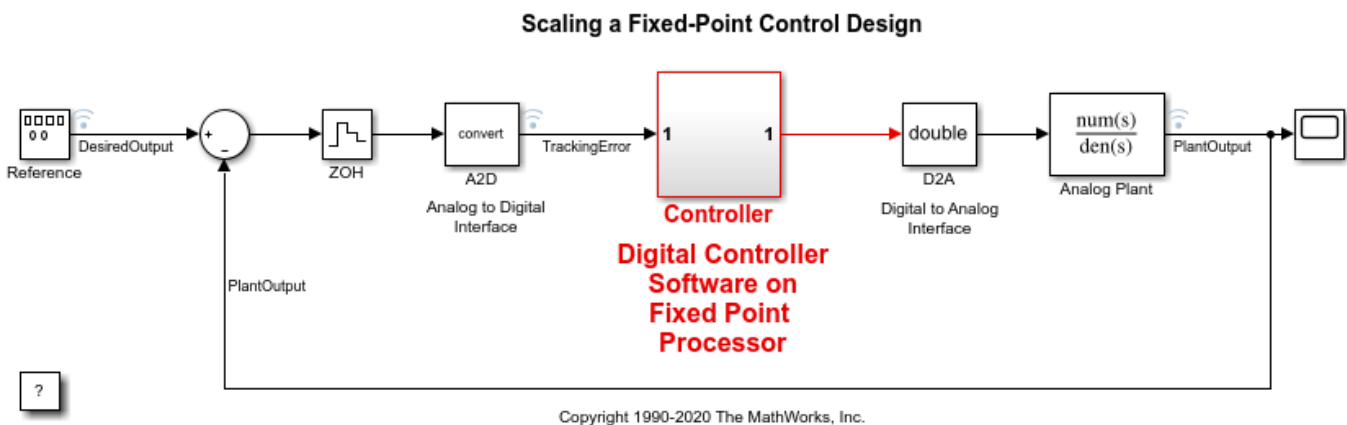 Scaling a Fixed-Point Control Design
DesiredOutput
Reference
+
−
ZOH
convert
A2D
Analog to Digital
Interface
TrackingError
1
1
Controller
Digital Controller
Software on
Fixed Point
Processor
double
D2A
Digital to Analog
Interface
num(s)
den(s)
Analog Plant
PlantOutput
PlantOutput
?
Copyright 1990-2020 The MathWorks, Inc.